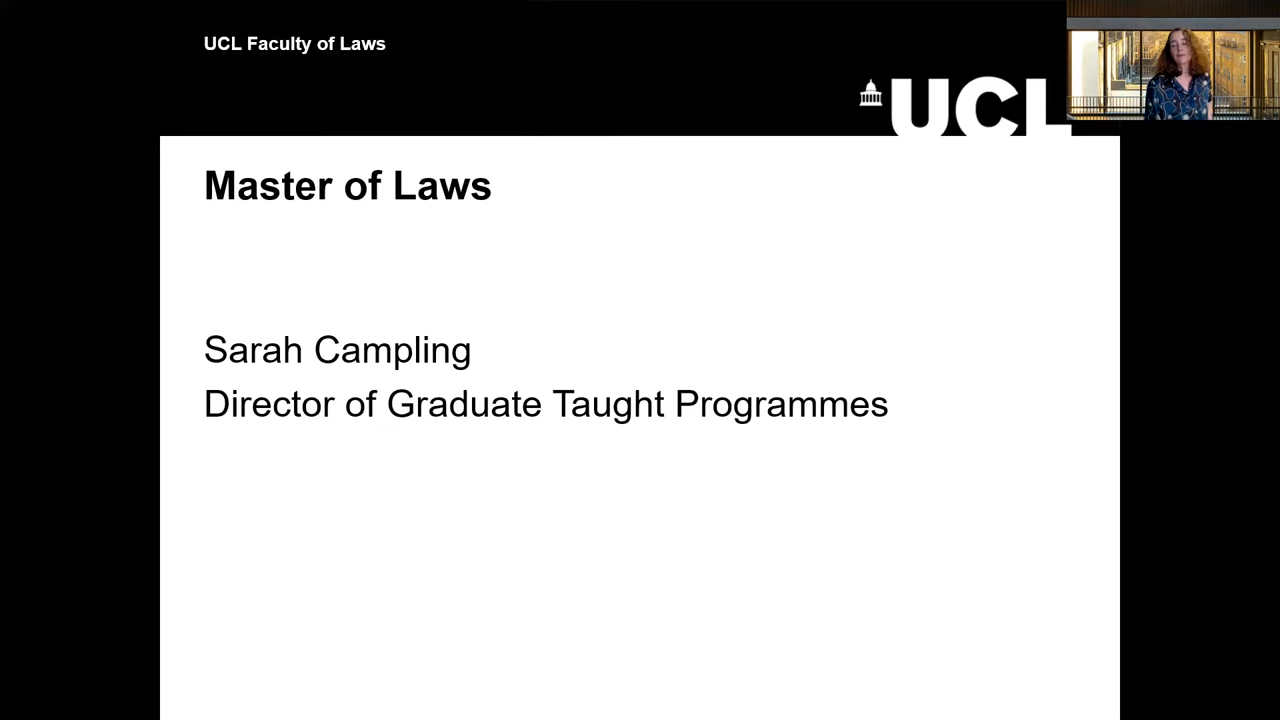 UCL Faculty of Laws
UCL
Master of Laws
Sarah Campling
Director of Graduate Taught Programmes